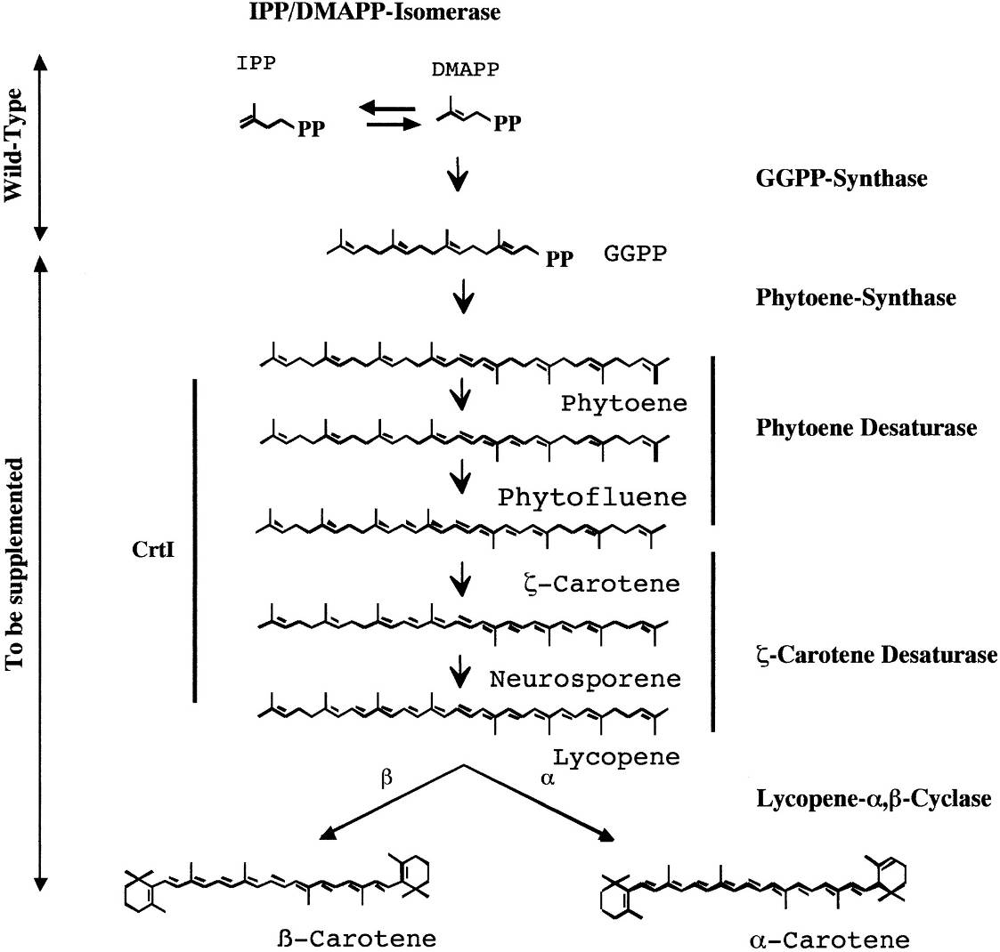 IPP/DMAPP-Isomerase
IPP
DMAPP
PP
PP
Wild-Type
GGPP-Synthase
PP
GGPP
Phytoene-Synthase
Phytoene
Phytoene Desaturase
Phytofluene
CrtI
To be supplemented
ζ-Carotene
ζ-Carotene Desaturase
Neurosporene
Lycopene
β
α
Lycopene-α,β-Cyclase
ß-Carotene
α-Carotene